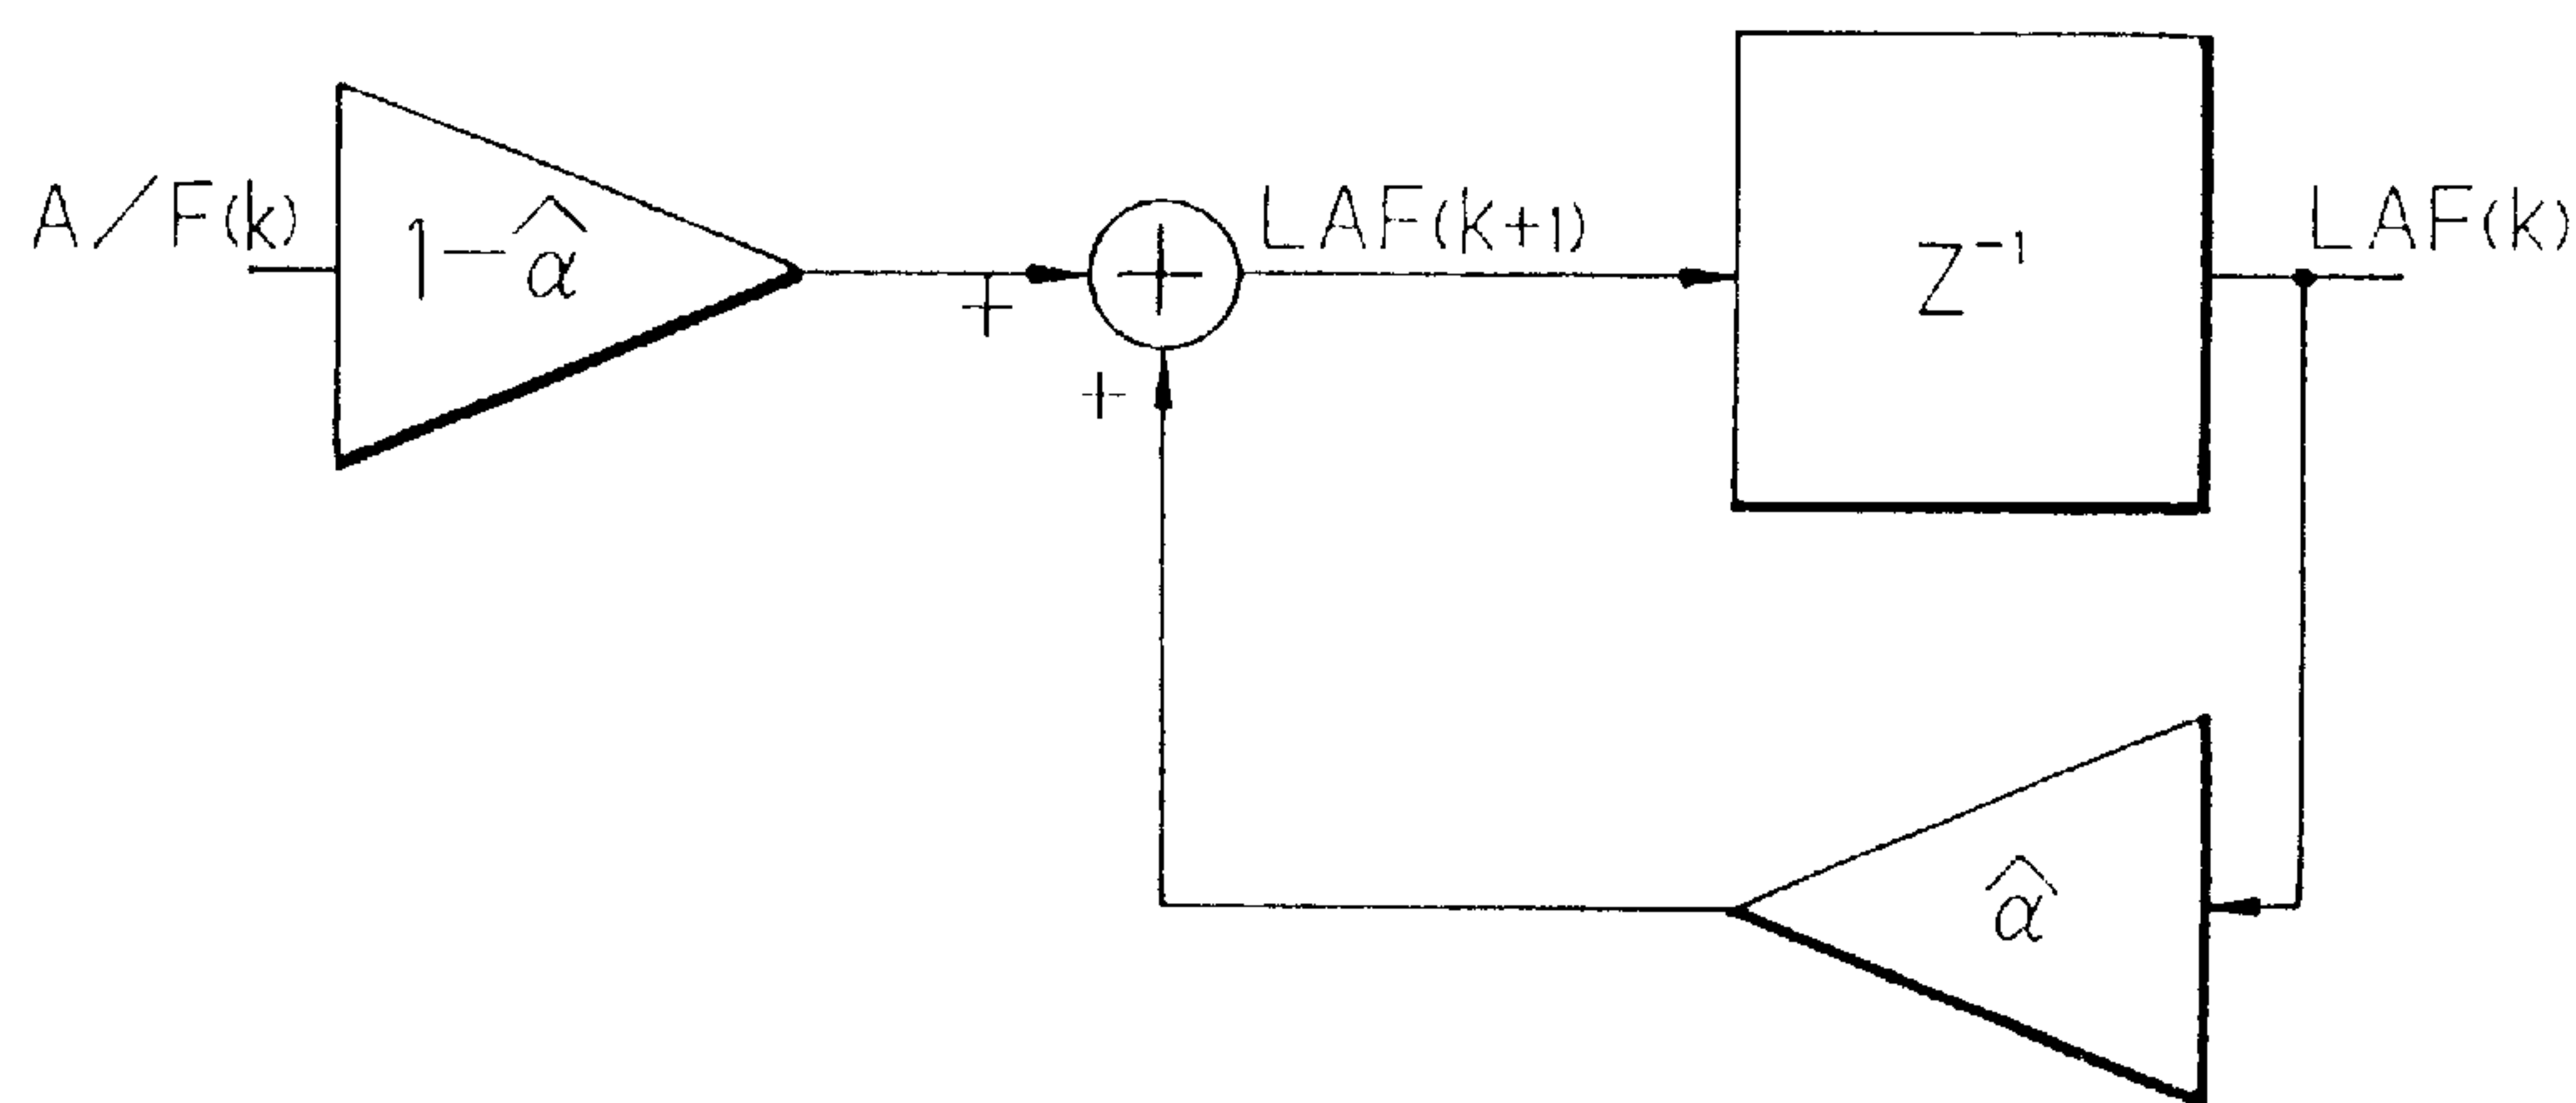 A/F(k)
1-α̂
+
+
+
LAF(k+1)
Z⁻¹
LAF(k)
α̂